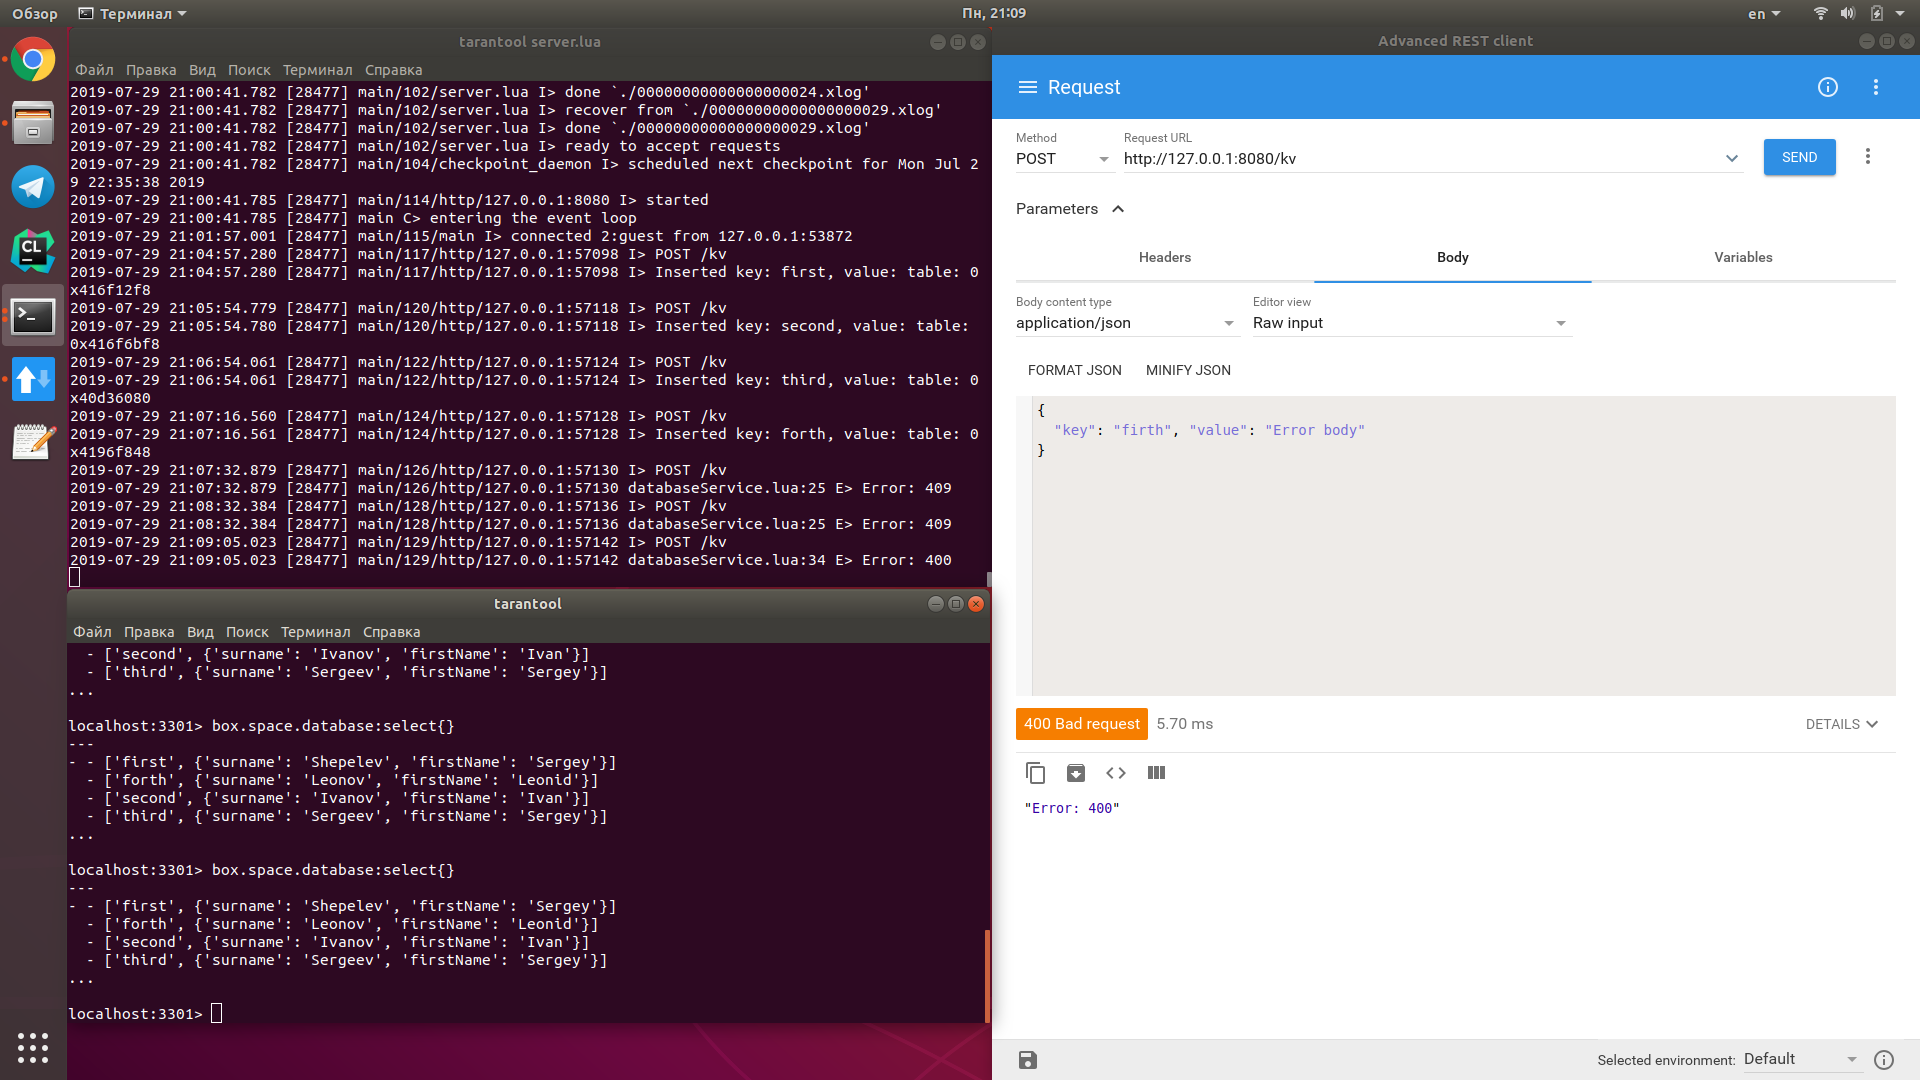 Обзор
Терминал
Пн, 21:09
en
tarantool server.lua
Файл Правка Вид Поиск Терминал Справка
2019-07-29 21:00:41.782 [28477] main/102/server.lua I> done `./00000000000000000024.xlog'
2019-07-29 21:00:41.782 [28477] main/102/server.lua I> recover from `./00000000000000000029.xlog'
2019-07-29 21:00:41.782 [28477] main/102/server.lua I> done `./00000000000000000029.xlog'
2019-07-29 21:00:41.782 [28477] main/102/server.lua I> ready to accept requests
2019-07-29 21:00:41.782 [28477] main/104/checkpoint_daemon I> scheduled next checkpoint for Mon Jul 2
9 22:35:38 2019
2019-07-29 21:00:41.785 [28477] main/114/http/127.0.0.1:8080 I> started
2019-07-29 21:00:41.785 [28477] main C> entering the event loop
2019-07-29 21:01:57.001 [28477] main/115/main I> connected 2:guest from 127.0.0.1:53872
2019-07-29 21:04:57.280 [28477] main/117/http/127.0.0.1:57098 I> POST /kv
2019-07-29 21:04:57.280 [28477] main/117/http/127.0.0.1:57098 I> Inserted key: first, value: table: 0
x416f12f8
2019-07-29 21:05:54.779 [28477] main/120/http/127.0.0.1:57118 I> POST /kv
2019-07-29 21:05:54.780 [28477] main/120/http/127.0.0.1:57118 I> Inserted key: second, value: table:
0x416f6bf8
2019-07-29 21:06:54.061 [28477] main/122/http/127.0.0.1:57124 I> POST /kv
2019-07-29 21:06:54.061 [28477] main/122/http/127.0.0.1:57124 I> Inserted key: third, value: table: 0
x40d36080
2019-07-29 21:07:16.560 [28477] main/124/http/127.0.0.1:57128 I> POST /kv
2019-07-29 21:07:16.561 [28477] main/124/http/127.0.0.1:57128 I> Inserted key: forth, value: table: 0
x4196f848
2019-07-29 21:07:32.879 [28477] main/126/http/127.0.0.1:57130 I> POST /kv
2019-07-29 21:07:32.879 [28477] main/126/http/127.0.0.1:57130 databaseService.lua:25 E> Error: 409
2019-07-29 21:08:32.384 [28477] main/128/http/127.0.0.1:57136 I> POST /kv
2019-07-29 21:08:32.384 [28477] main/128/http/127.0.0.1:57136 databaseService.lua:25 E> Error: 409
2019-07-29 21:09:05.023 [28477] main/129/http/127.0.0.1:57142 I> POST /kv
2019-07-29 21:09:05.023 [28477] main/129/http/127.0.0.1:57142 databaseService.lua:34 E> Error: 400
CL
tarantool
Файл Правка Вид Поиск Терминал Справка
- ['second', {'surname': 'Ivanov', 'firstName': 'Ivan'}]
- ['third', {'surname': 'Sergeev', 'firstName': 'Sergey'}]
...
localhost:3301> box.space.database:select{}
---
- - ['first', {'surname': 'Shepelev', 'firstName': 'Sergey'}]
- ['forth', {'surname': 'Leonov', 'firstName': 'Leonid'}]
- ['second', {'surname': 'Ivanov', 'firstName': 'Ivan'}]
- ['third', {'surname': 'Sergeev', 'firstName': 'Sergey'}]
...
localhost:3301> box.space.database:select{}
---
- - ['first', {'surname': 'Shepelev', 'firstName': 'Sergey'}]
- ['forth', {'surname': 'Leonov', 'firstName': 'Leonid'}]
- ['second', {'surname': 'Ivanov', 'firstName': 'Ivan'}]
- ['third', {'surname': 'Sergeev', 'firstName': 'Sergey'}]
...
localhost:3301>
Advanced REST client
Request
Method
Request URL
POST
http://127.0.0.1:8080/kv
SEND
Parameters
Headers
Body
Variables
Body content type
Editor view
application/json
Raw input
FORMAT JSON
MINIFY JSON
{
"key": "firth", "value": "Error body"
}
400 Bad request
5.70 ms
DETAILS
"Error: 400"
Selected environment:
Default